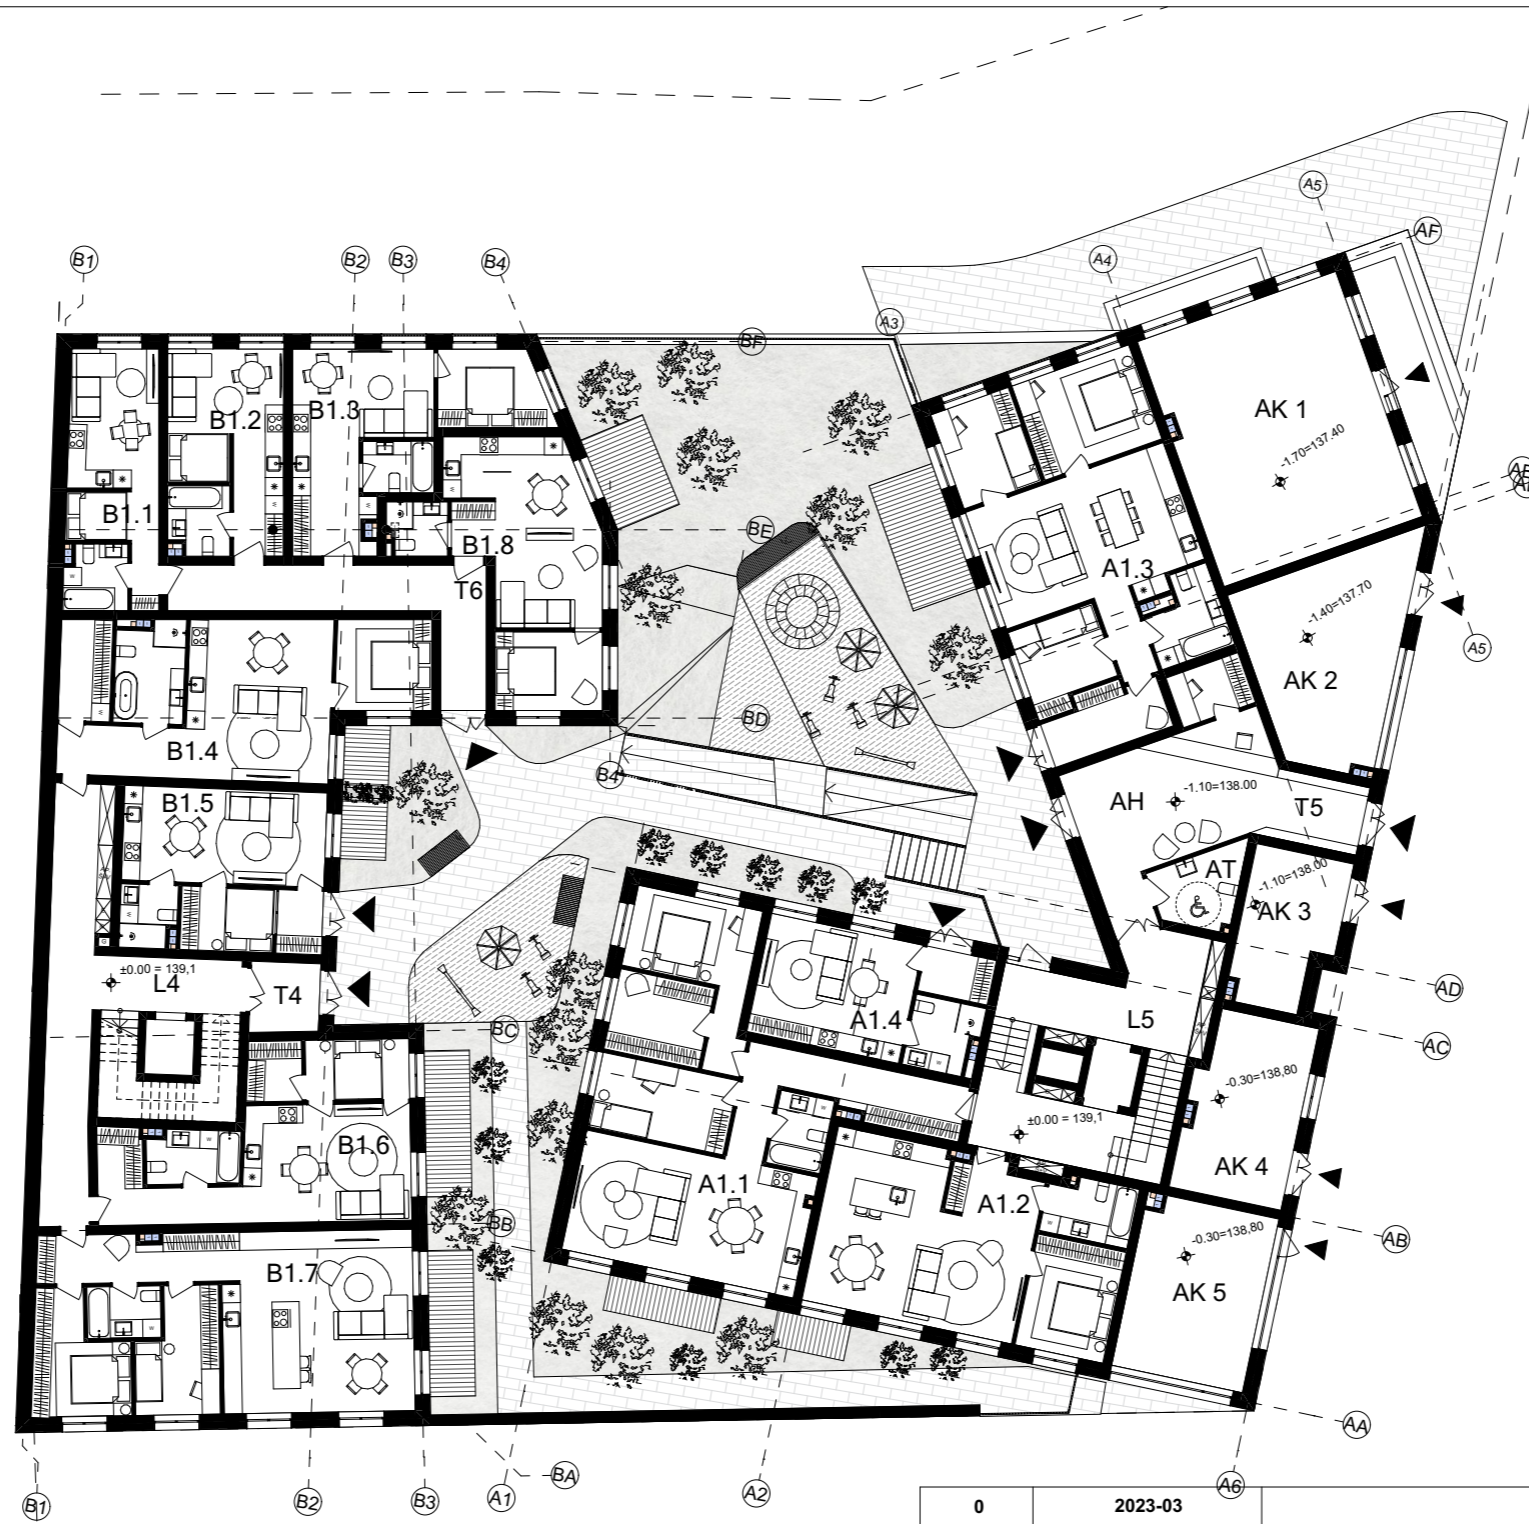 A5
AF
B1
B2
B3
B4
A4
A3
BF
AK 1
-1.70=137.40
B1.1
B1.2
B1.3
B1.8
T6
BE
A1.3
-1.40=137.70
AK 2
A5
BD
B4
B1.4
B1.5
AH
-1.10=138.00
T5
AT
-1.10=138.00
AK 3
±0.00 = 139,1
L4
T4
BC
A1.4
L5
AD
AC
-0.30=138,80
±0.00 = 139,1
B1.6
A1.1
A1.2
AK 4
BB
AB
-0.30=138,80
B1.7
AK 5
AA
B1
B2
B3
A1
BA
A2
A6
0
2023-03